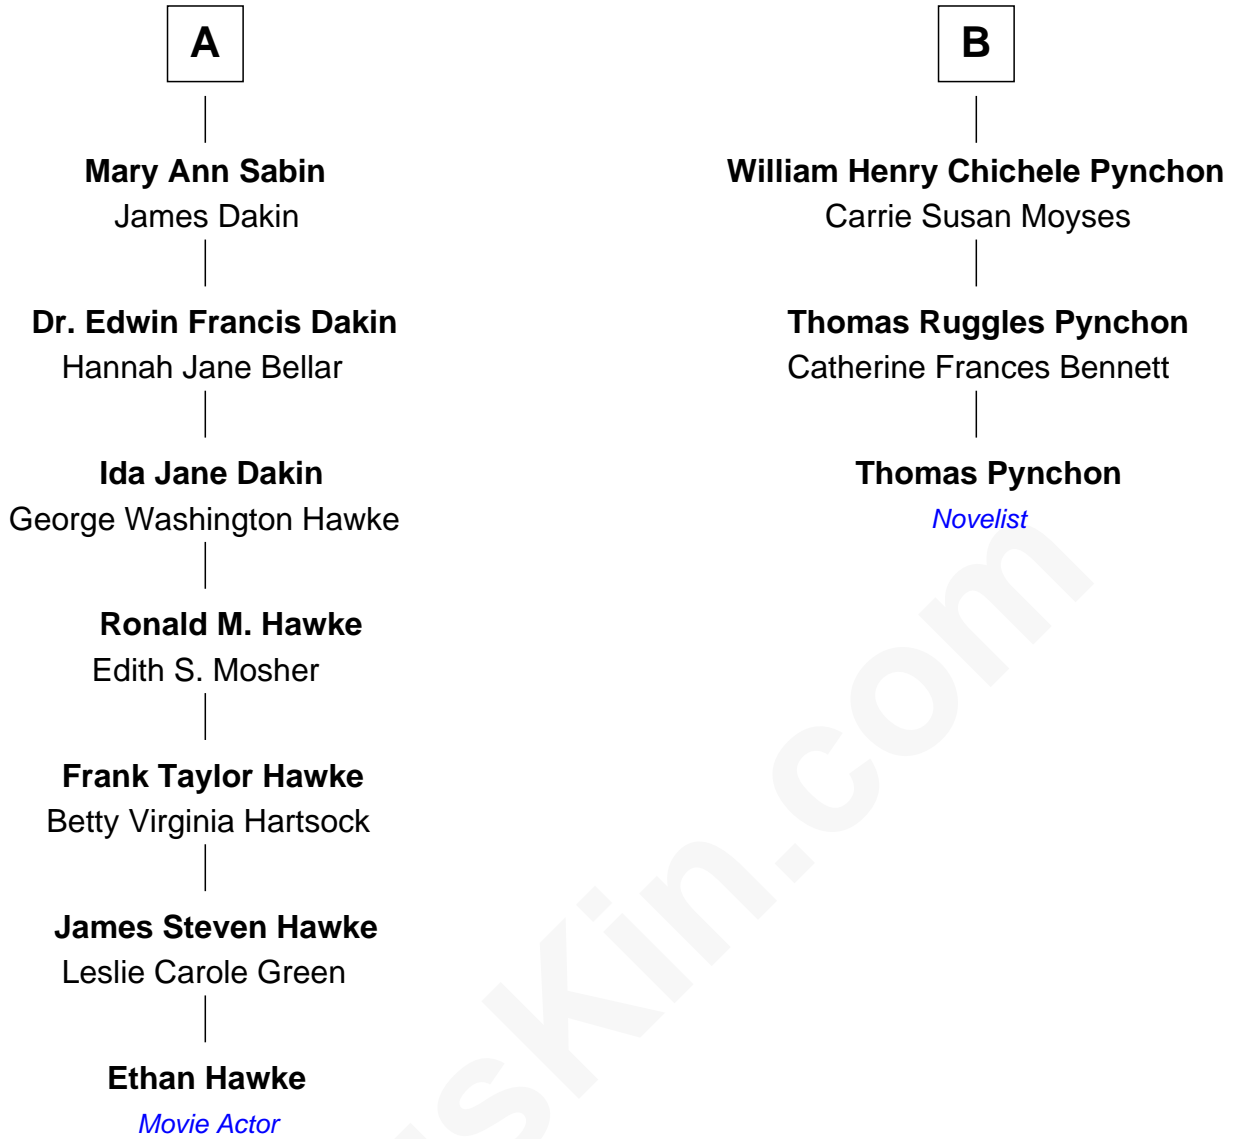 A
Mary Ann Sabin
James Dakin
Dr. Edwin Francis Dakin
Hannah Jane Bellar
Ida Jane Dakin
George Washington Hawke
Ronald M. Hawke
Edith S. Mosher
Frank Taylor Hawke
Betty Virginia Hartsock
James Steven Hawke
Leslie Carole Green
Ethan Hawke
Movie Actor
B
William Henry Chichele Pynchon
Carrie Susan Moyses
Thomas Ruggles Pynchon
Catherine Frances Bennett
Thomas Pynchon
Novelist
sKin.com